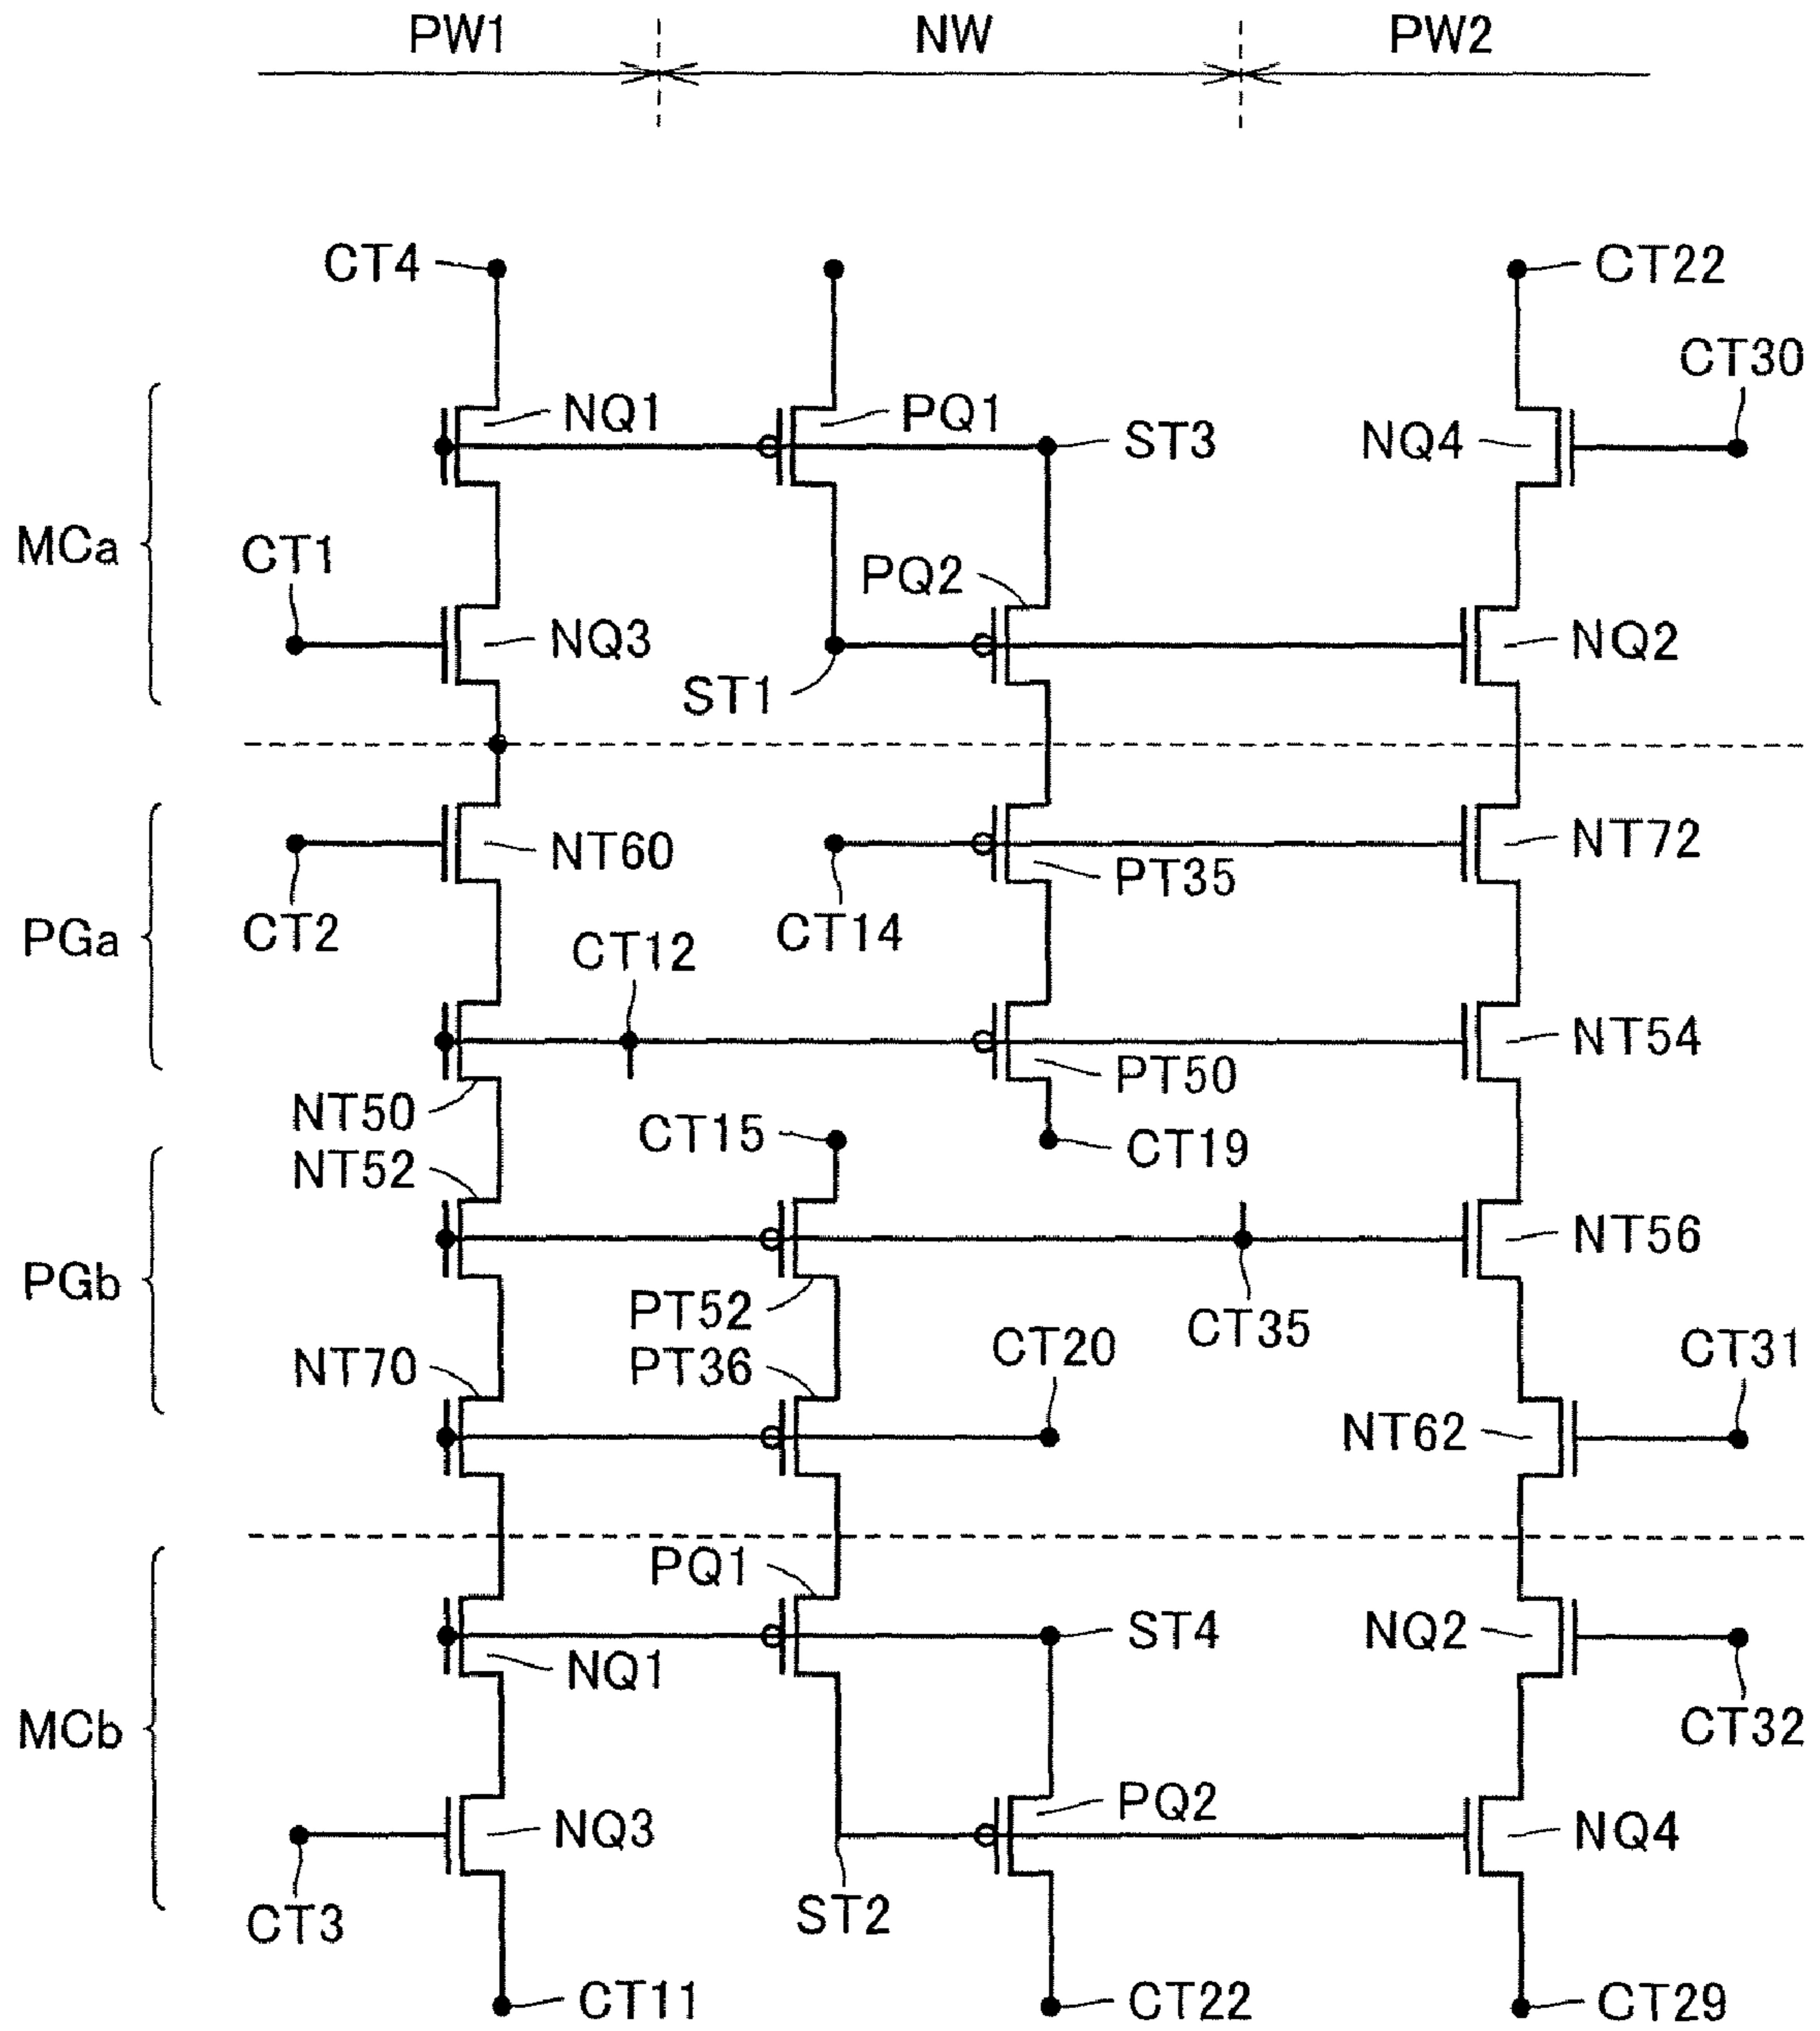 PW1 NW PW2
CT4 CT22
CT30
NQ1 PQ1 ST3 NQ4
MCa
CT1 PQ2
NQ3 NQ2
ST1
NT60 NT72
PT35
PGa CT2 CT14
CT12
NT54
PT50
NT50
CT15 CT19
NT52
NT56
PGb
PT52 CT35
CT20 CT31
NT70 PT36
NT62
PQ1
ST4 NQ2
NQ1
MCb CT32
PQ2
NQ3 NQ4
ST2
CT3
CT11 CT22 CT29